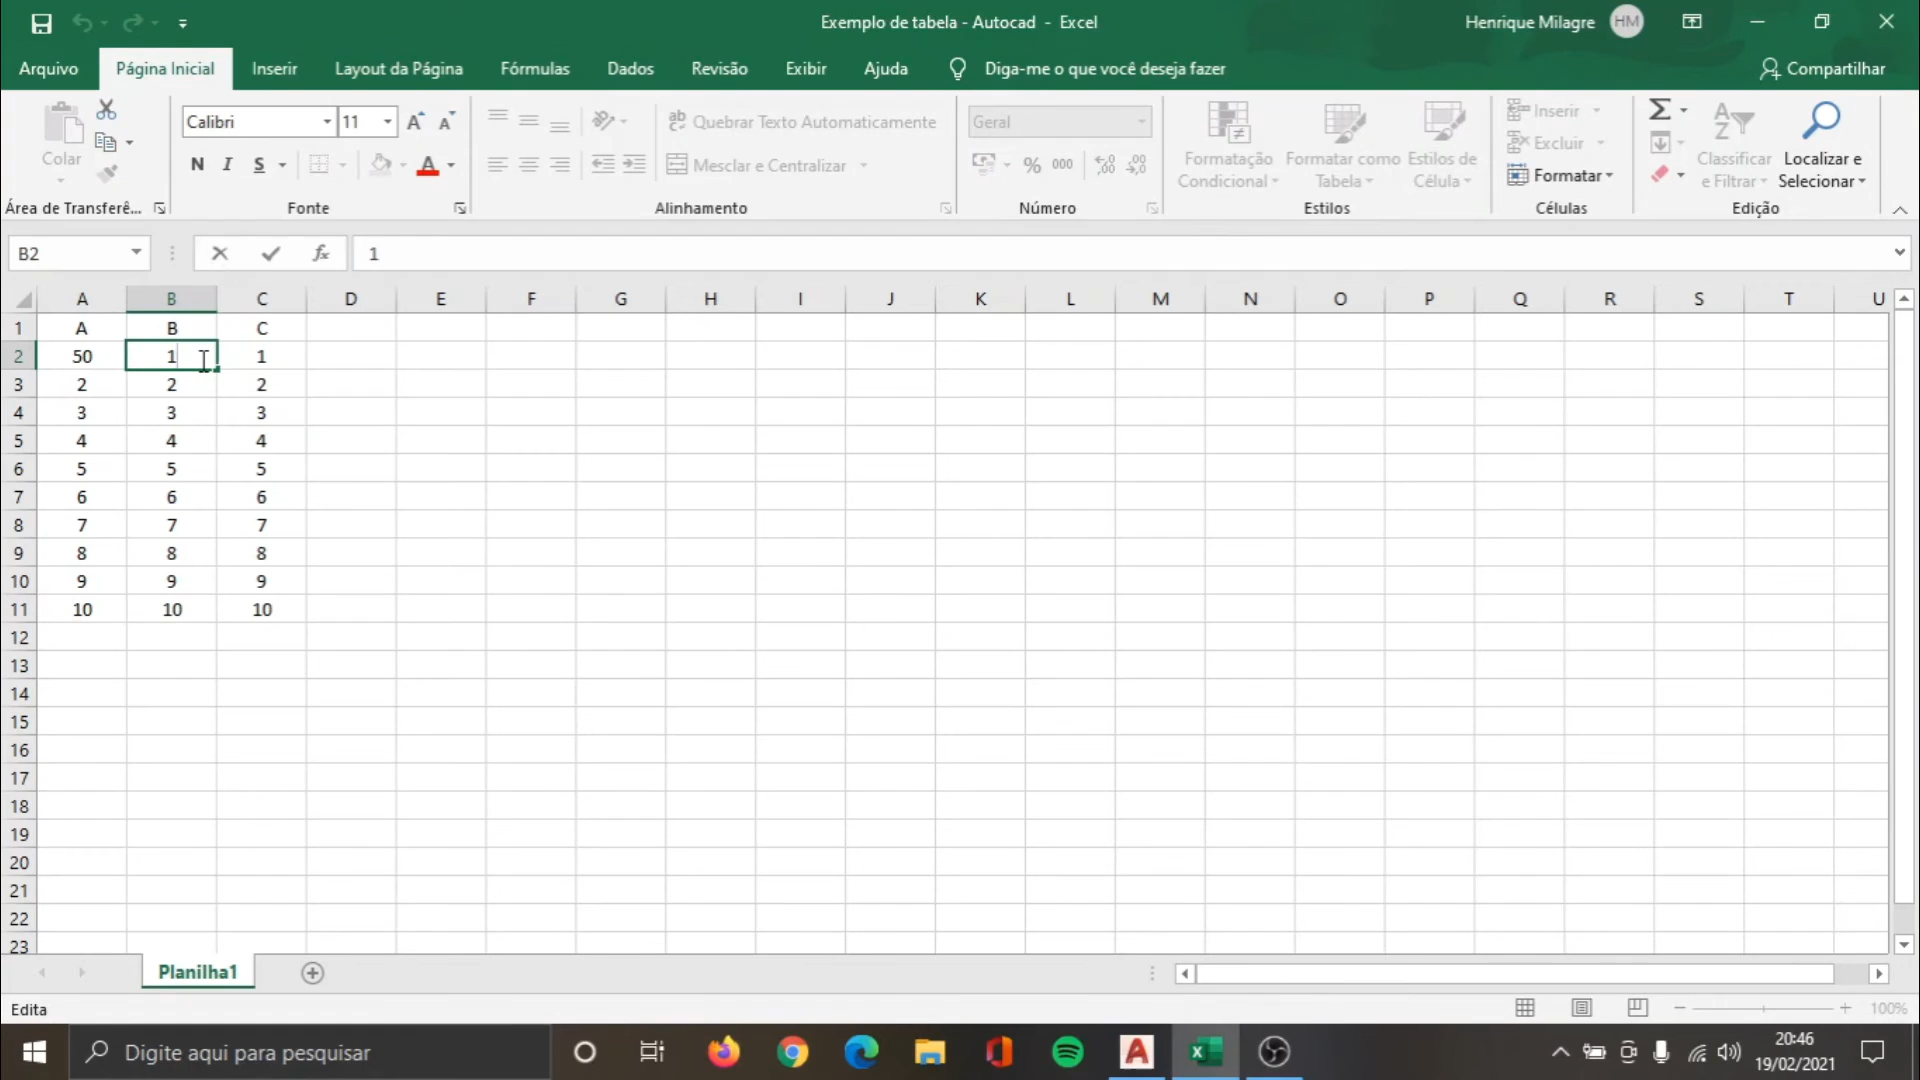 Exemplo de tabela - Autocad - Excel
Henrique Milagre HM
Arquivo Página Inicial Inserir Layout da Página Fórmulas Dados Revisão Exibir Ajuda Diga-me o que você deseja fazer Compartilhar
Colar
Área de Transferê...
Calibri 11
N I S A
Fonte
ab Quebrar Texto Automaticamente
Mesclar e Centralizar
Alinhamento
Geral
% 000 ,00 ,00
Número
Formatação Condicional
Formatar como Tabela
Estilos de Célula
Estilos
Inserir
Excluir
Formatar
Células
Classificar e Filtrar
Localizar e Selecionar
Edição
B2 fx 1
A B C D E F G H I J K L M N O P Q R S T U
1 A B C
2 50 1 1
3 2 2 2
4 3 3 3
5 4 4 4
6 5 5 5
7 6 6 6
8 7 7 7
9 8 8 8
10 9 9 9
11 10 10 10
12
13
14
15
16
17
18
19
20
21
22
23
Planilha1
Edita
100%
Digite aqui para pesquisar
20:46
19/02/2021